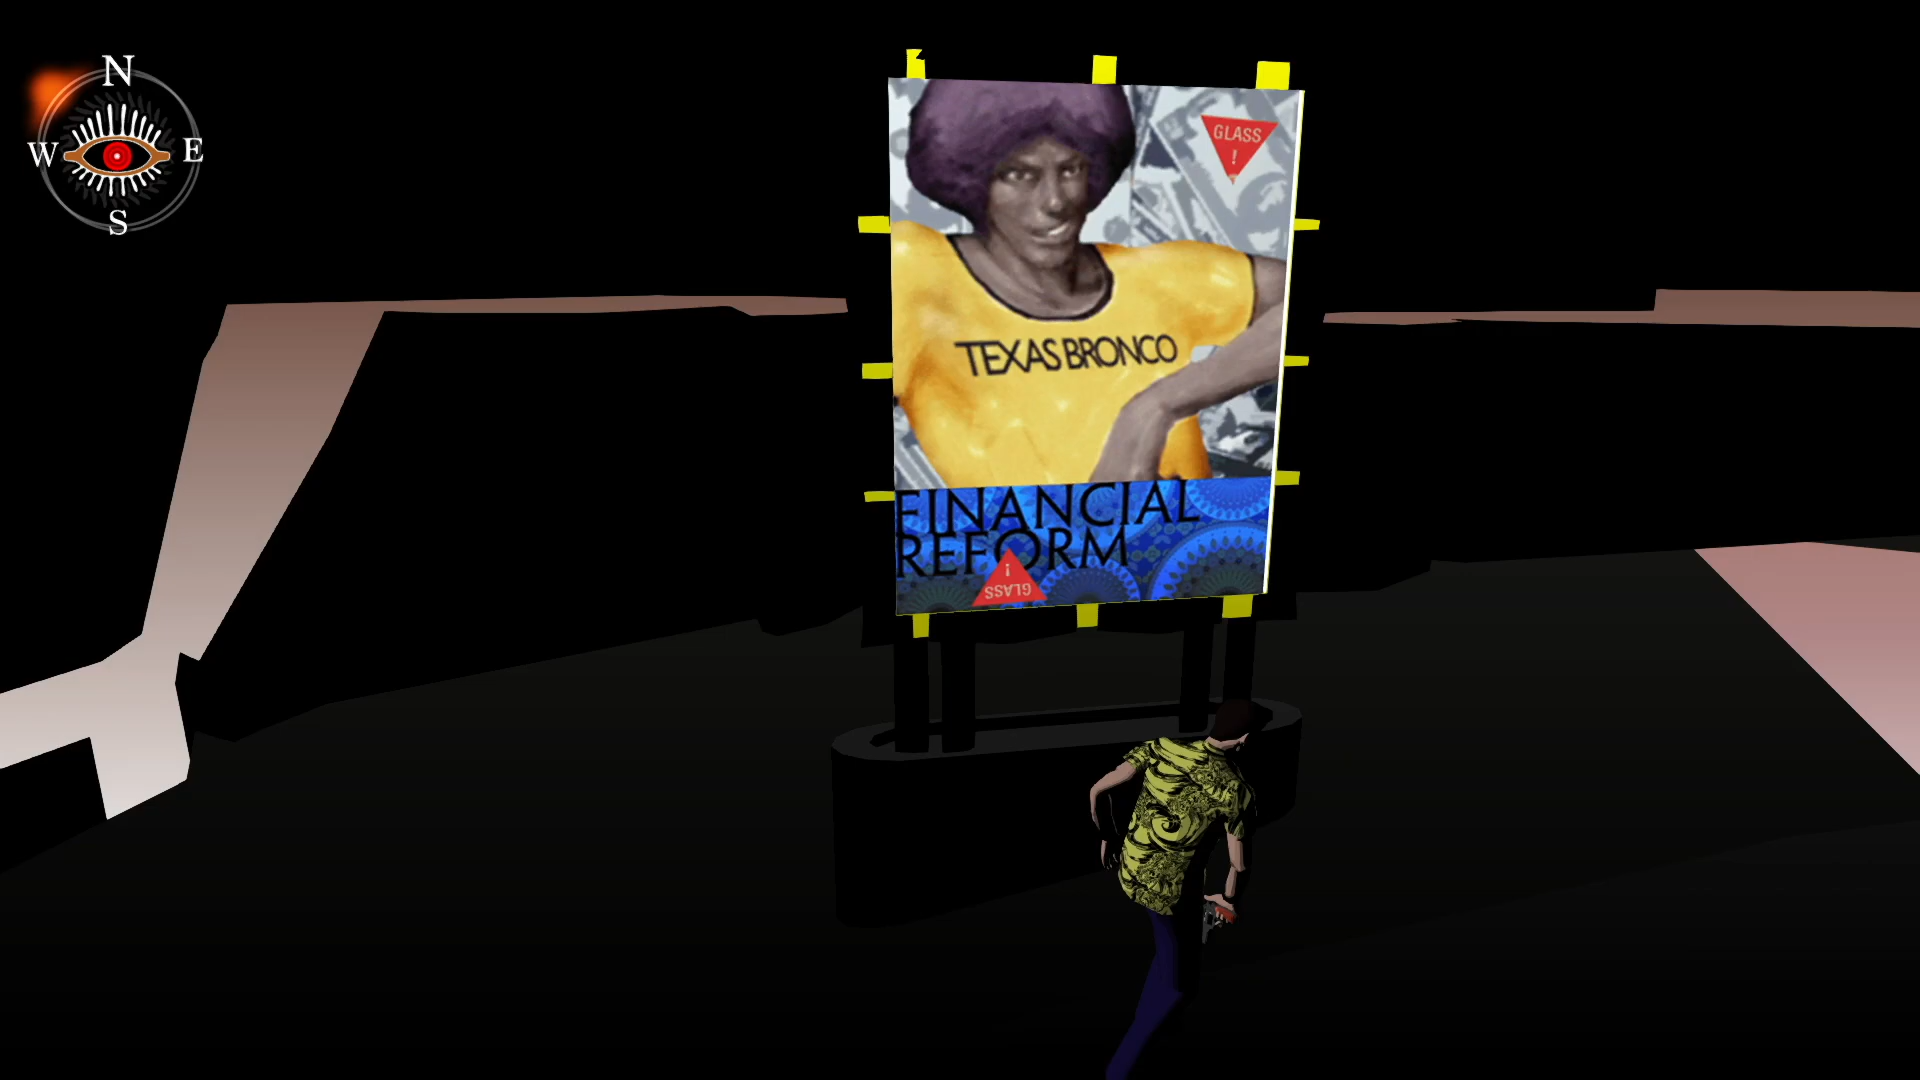 N
W E
S
GLASS
!
TEXAS BRONCO
FINANCIAL
REFORM
!
GLASS